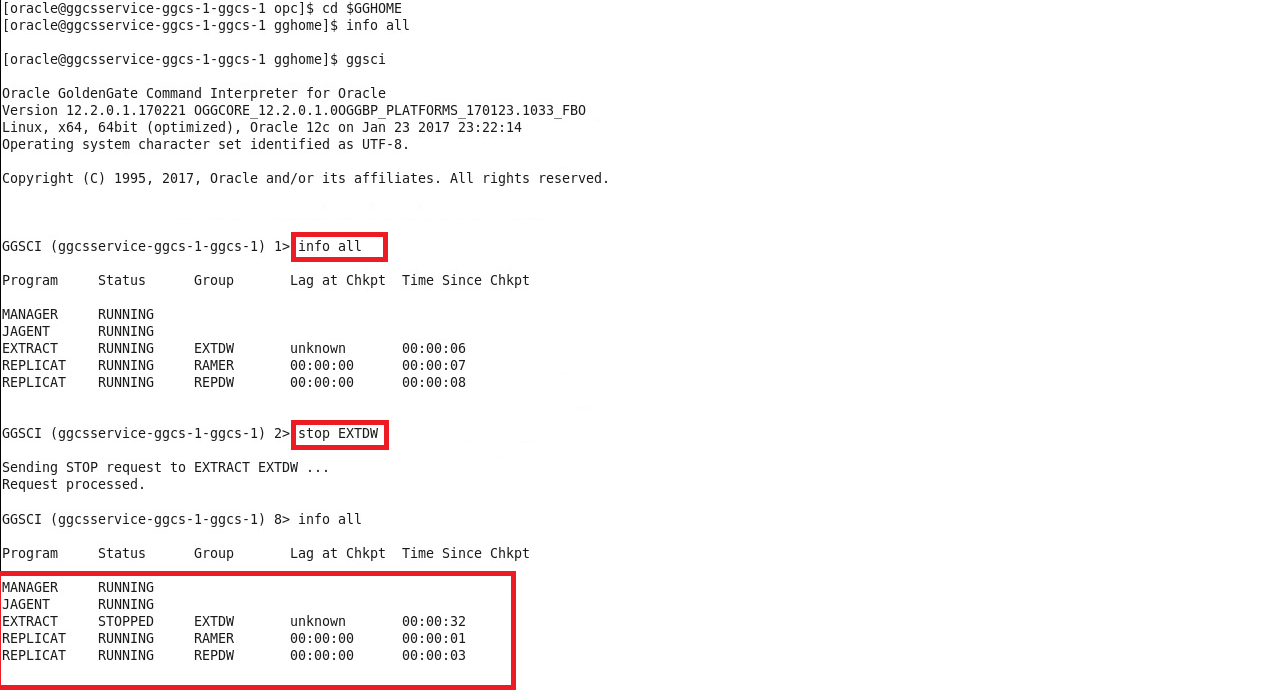 [oracle@ggcsservice-ggcs-1-ggcs-1 opc]$ cd $GGHOME
[oracle@ggcsservice-ggcs-1-ggcs-1 gghome]$ info all
[oracle@ggcsservice-ggcs-1-ggcs-1 gghome]$ ggsci
Oracle GoldenGate Command Interpreter for Oracle
Version 12.2.0.1.170221 OGGCORE_12.2.0.1.0OGGBP_PLATFORMS_170123.1033_FBO
Linux, x64, 64bit (optimized), Oracle 12c on Jan 23 2017 23:22:14
Operating system character set identified as UTF-8.
Copyright (C) 1995, 2017, Oracle and/or its affiliates. All rights reserved.
GGSCI (ggcsservice-ggcs-1-ggcs-1) 1> info all
Program     Status      Group       Lag at Chkpt  Time Since Chkpt
MANAGER     RUNNING
JAGENT      RUNNING
EXTRACT     RUNNING     EXTDW       unknown       00:00:06
REPLICAT    RUNNING     RAMER       00:00:00      00:00:07
REPLICAT    RUNNING     REPDW       00:00:00      00:00:08
GGSCI (ggcsservice-ggcs-1-ggcs-1) 2> stop EXTDW
Sending STOP request to EXTRACT EXTDW ...
Request processed.
GGSCI (ggcsservice-ggcs-1-ggcs-1) 8> info all
Program     Status      Group       Lag at Chkpt  Time Since Chkpt
MANAGER     RUNNING
JAGENT      RUNNING
EXTRACT     STOPPED     EXTDW       unknown       00:00:32
REPLICAT    RUNNING     RAMER       00:00:00      00:00:01
REPLICAT    RUNNING     REPDW       00:00:00      00:00:03